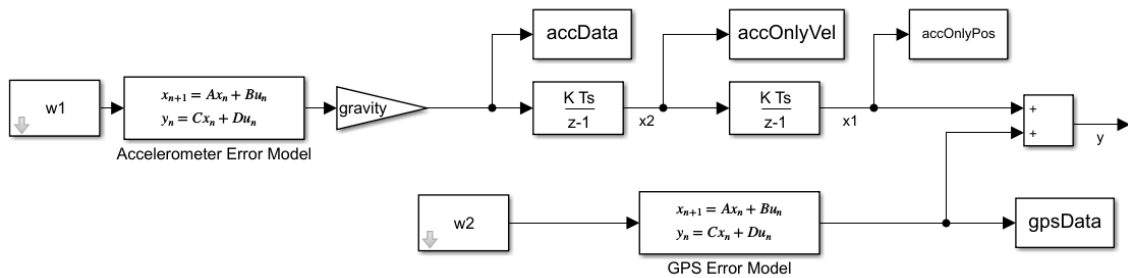 accData
accOnlyVel
accOnlyPos
w1
xₙ₊₁ = Axₙ + Buₙ
yₙ = Cxₙ + Duₙ
Accelerometer Error Model
gravity
K Ts
z-1
x2
K Ts
z-1
x1
+
+
y
w2
xₙ₊₁ = Axₙ + Buₙ
yₙ = Cxₙ + Duₙ
GPS Error Model
gpsData